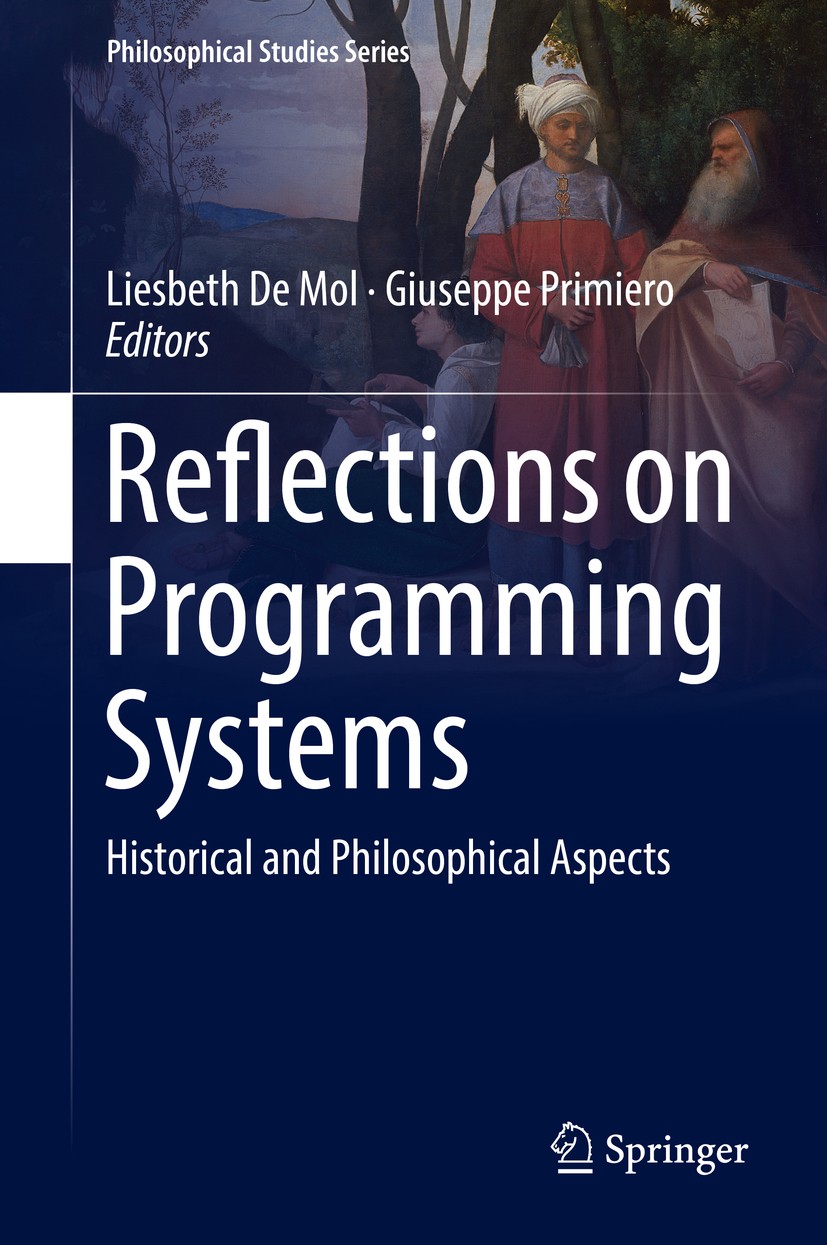 Philosophical Studies Series
Liesbeth De Mol · Giuseppe Primiero
Editors
Reflections on
Programming
Systems
Historical and Philosophical Aspects
Springer